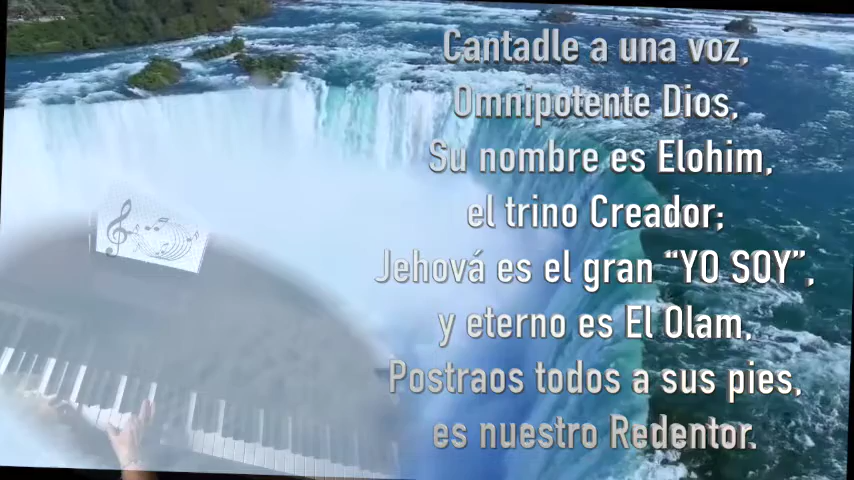 Cantadle a una voz,
Omnipotente Dios,
Su nombre es Elohim,
el trino Creador;
Jehová es el gran “YO SOY”,
y eterno es El Olam,
Postraos todos a sus pies,
es nuestro Redentor.